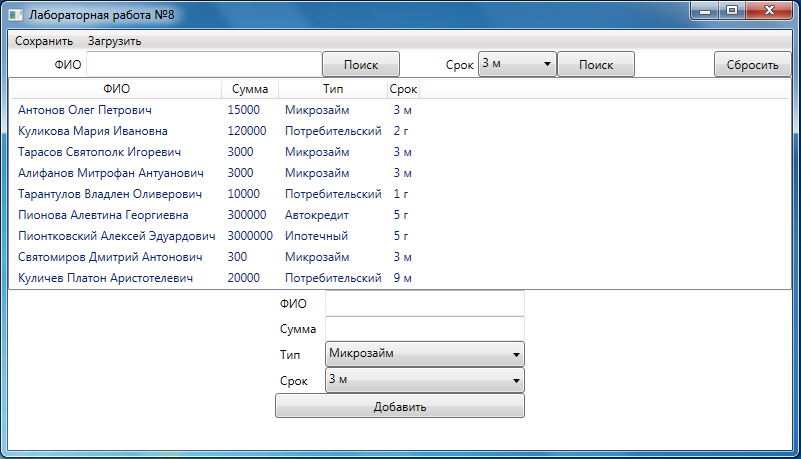 Лабораторная работа №8
Сохранить Загрузить
ФИО Поиск Срок 3 м Поиск Сбросить
ФИО Сумма Тип Срок
Антонов Олег Петрович 15000 Микрозайм 3 м
Куликова Мария Ивановна 120000 Потребительский 2 г
Тарасов Святополк Игоревич 3000 Микрозайм 3 м
Алифанов Митрофан Антуанович 3000 Микрозайм 3 м
Тарантулов Владлен Оливерович 10000 Потребительский 1 г
Пионова Алевтина Георгиевна 300000 Автокредит 5 г
Пионтковский Алексей Эдуардович 3000000 Ипотечный 5 г
Святомиров Дмитрий Антонович 300 Микрозайм 3 м
Куличев Платон Аристотелевич 20000 Потребительский 9 м
ФИО
Сумма
Тип Микрозайм
Срок 3 м
Добавить